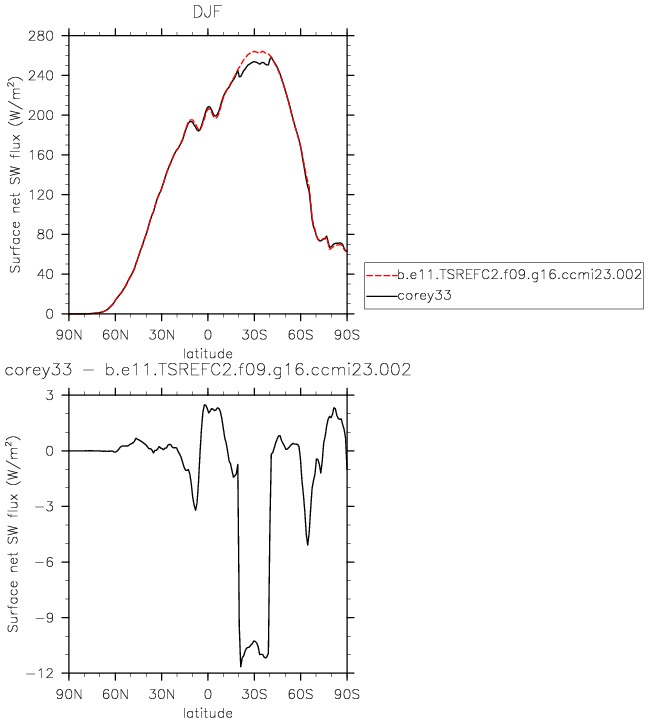 DJF
Surface net SW flux (W/m²)
280
240
200
160
120
80
40
0
90N 60N 30N 0 30S 60S 90S
latitude
b.e11.TSREFC2.f09.g16.ccmi23.002
corey33
corey33 − b.e11.TSREFC2.f09.g16.ccmi23.002
Surface net SW flux (W/m²)
3
0
−3
−6
−9
−12
90N 60N 30N 0 30S 60S 90S
latitude